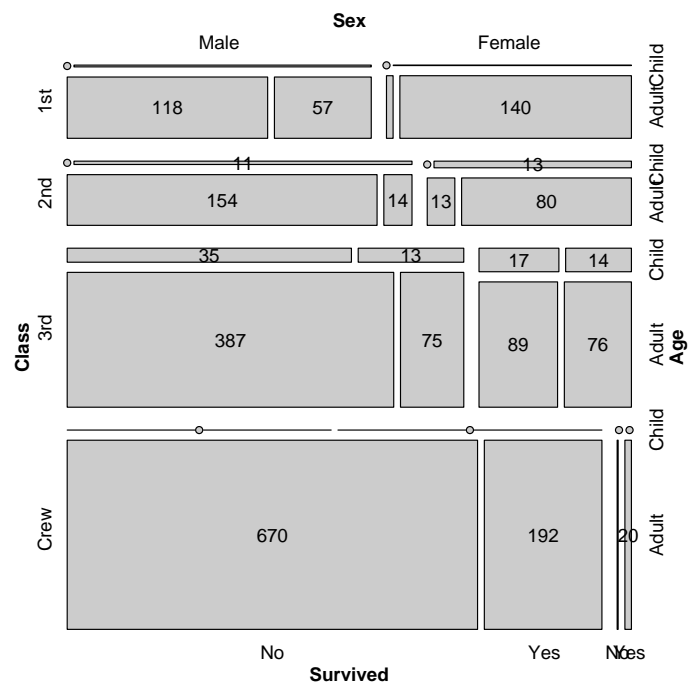 Sex
Male Female
1st
Child
118 57 140
Adult
2nd
11 13
Child
154 14 13 80
Adult
Class
3rd
35 13 17 14
Child
387 75 89 76
Adult
Age
Crew
Child
670 192 20
Adult
No Yes No Yes
Survived